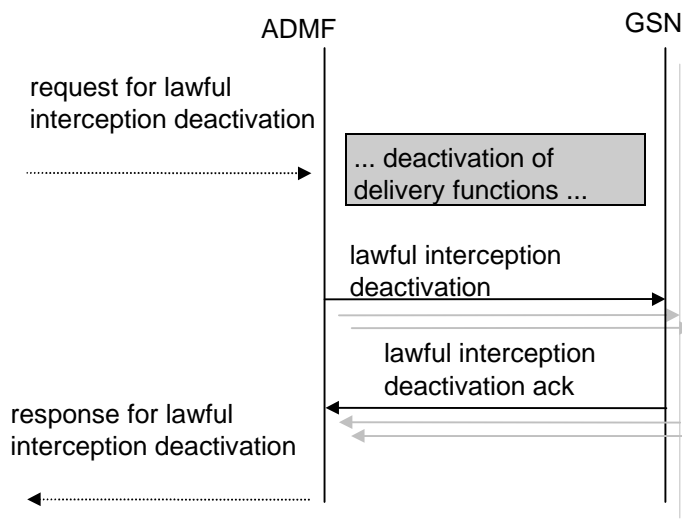 ADMF
GSN
request for lawful
interception deactivation
... deactivation of
delivery functions ...
lawful interception
deactivation
lawful interception
deactivation ack
response for lawful
interception deactivation